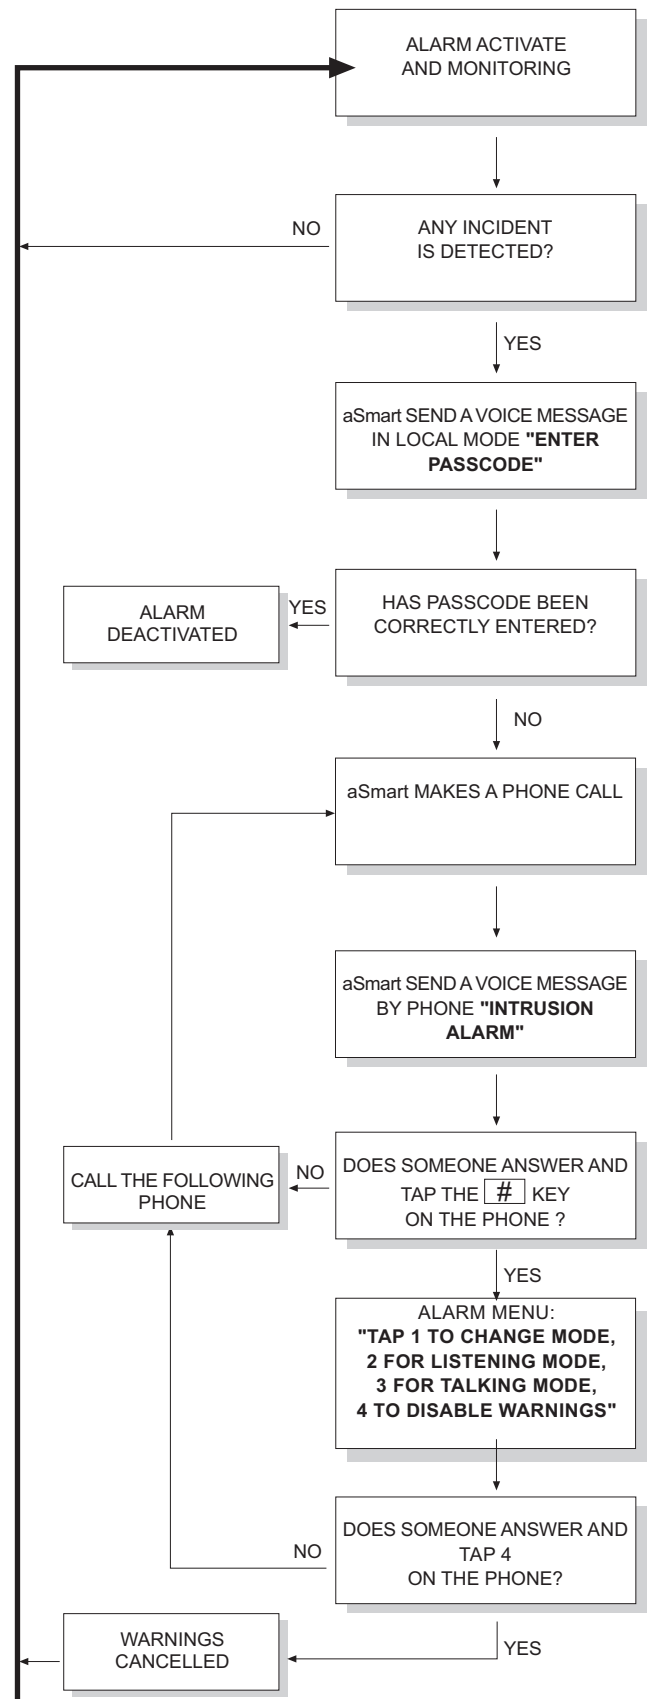 ALARM ACTIVATE
AND MONITORING
NO
ANY INCIDENT
IS DETECTED?
YES
aSmart SEND A VOICE MESSAGE
IN LOCAL MODE "ENTER
PASSCODE"
ALARM
DEACTIVATED
YES
HAS PASSCODE BEEN
CORRECTLY ENTERED?
NO
aSmart MAKES A PHONE CALL
aSmart SEND A VOICE MESSAGE
BY PHONE "INTRUSION
ALARM"
CALL THE FOLLOWING
PHONE
NO
DOES SOMEONE ANSWER AND
TAP THE # KEY
ON THE PHONE ?
YES
ALARM MENU:
"TAP 1 TO CHANGE MODE,
2 FOR LISTENING MODE,
3 FOR TALKING MODE,
4 TO DISABLE WARNINGS"
NO
DOES SOMEONE ANSWER AND
TAP 4
ON THE PHONE?
WARNINGS
CANCELLED
YES